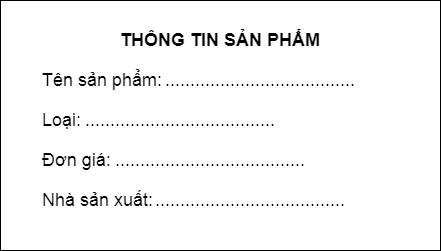 THÔNG TIN SẢN PHẨM
Tên sản phẩm: ......................................
Loại: ......................................
Đơn giá: ......................................
Nhà sản xuất: ......................................